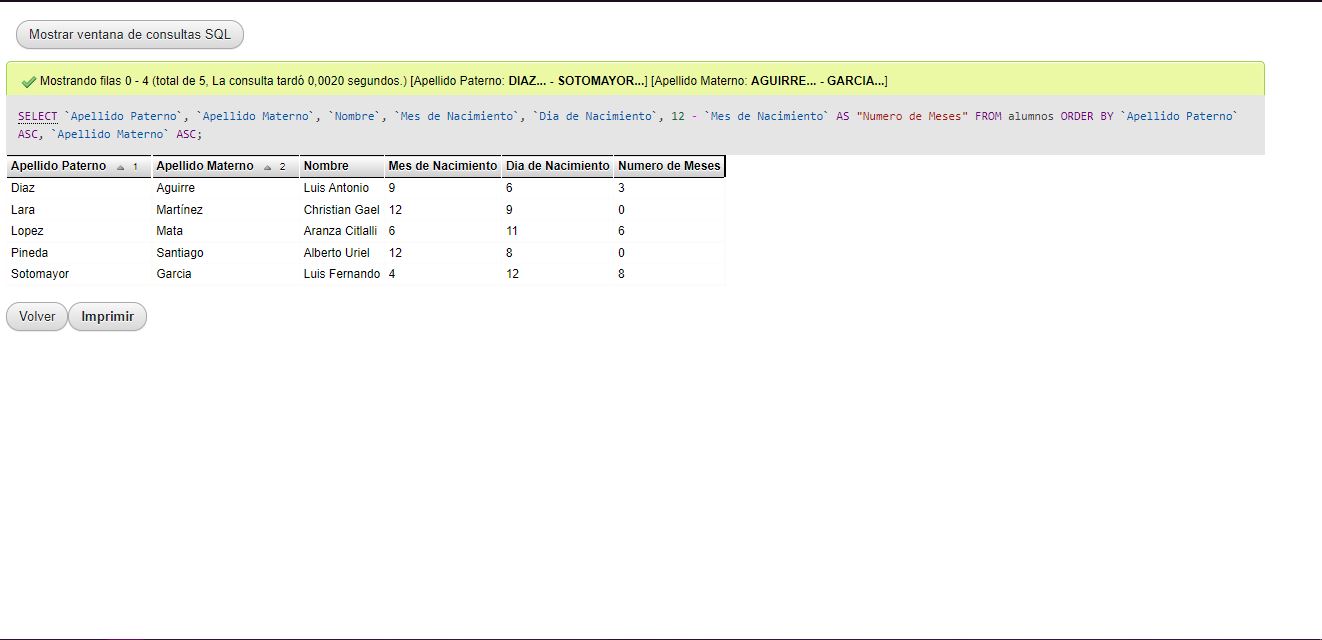 Mostrar ventana de consultas SQL
Mostrando filas 0 - 4 (total de 5, La consulta tardó 0,0020 segundos.) [Apellido Paterno: DIAZ... - SOTOMAYOR...] [Apellido Materno: AGUIRRE... - GARCIA...]
SELECT `Apellido Paterno`, `Apellido Materno`, `Nombre`, `Mes de Nacimiento`, `Dia de Nacimiento`, 12 - `Mes de Nacimiento` AS "Numero de Meses" FROM alumnos ORDER BY `Apellido Paterno`
ASC, `Apellido Materno` ASC;
Apellido Paterno 1 Apellido Materno 2 Nombre Mes de Nacimiento Dia de Nacimiento Numero de Meses
Diaz Aguirre Luis Antonio 9 6 3
Lara Martínez Christian Gael 12 9 0
Lopez Mata Aranza Citlalli 6 11 6
Pineda Santiago Alberto Uriel 12 8 0
Sotomayor Garcia Luis Fernando 4 12 8
Volver Imprimir